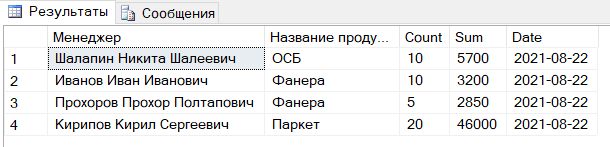 Результаты Сообщения
Менеджер Название проду... Count Sum Date
1 Шалапин Никита Шалеевич ОСБ 10 5700 2021-08-22
2 Иванов Иван Иванович Фанера 10 3200 2021-08-22
3 Прохоров Прохор Полтапович Фанера 5 2850 2021-08-22
4 Кирипов Кирил Сергеевич Паркет 20 46000 2021-08-22